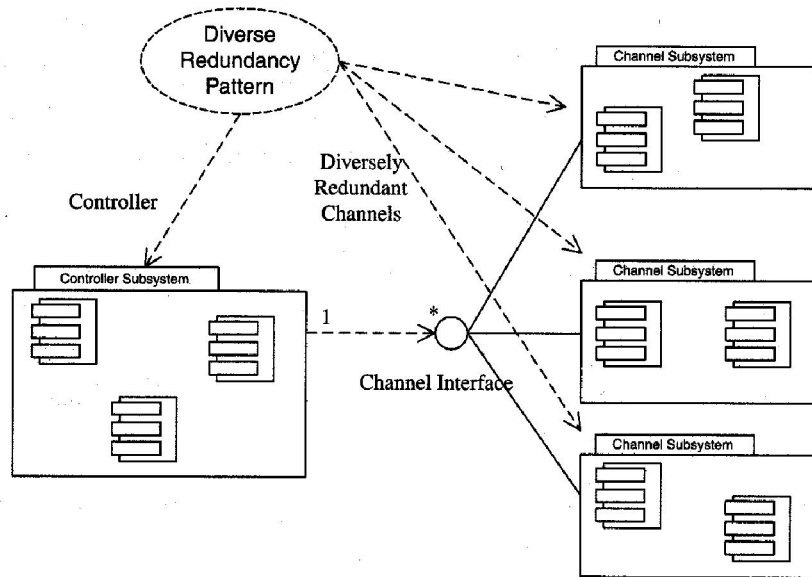 Diverse
Redundancy
Pattern
Channel Subsystem
Diversely
Redundant
Channels
Controller
Controller Subsystem
Channel Subsystem
1
*
Channel Interface
Channel Subsystem